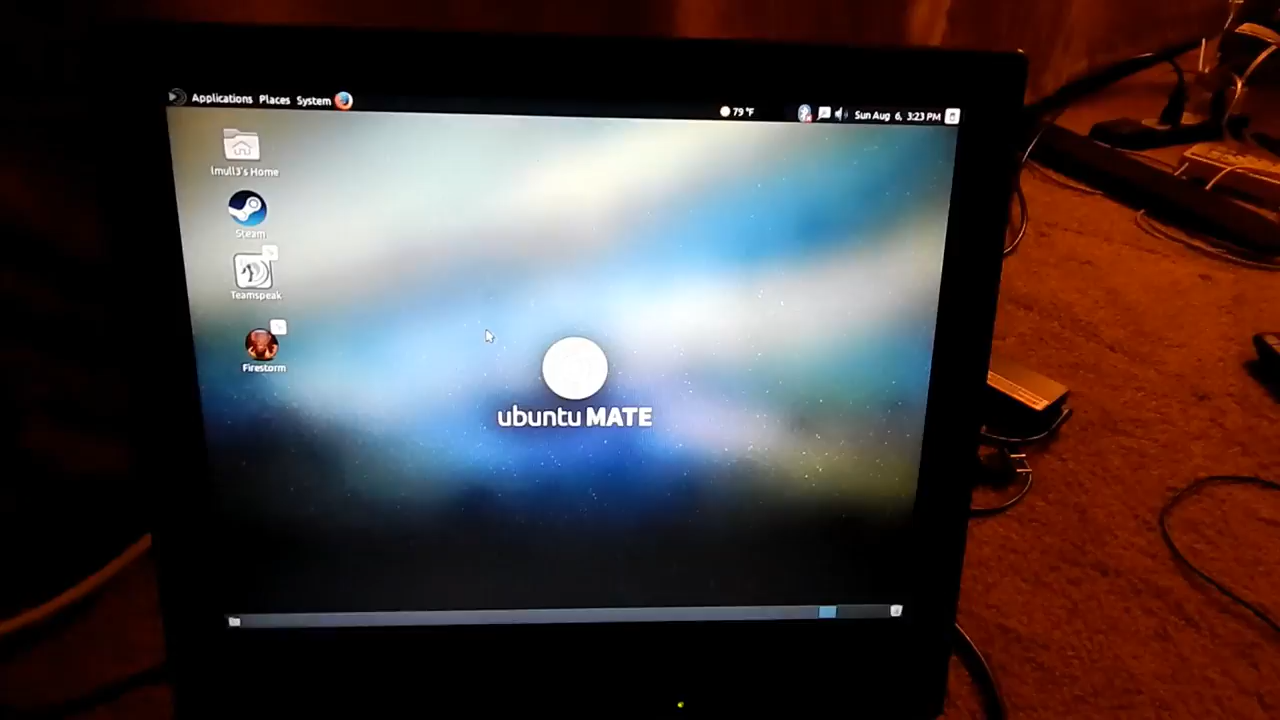 Applications Places System
79 °F
Sun Aug 6, 3:23 PM
lmull3's Home
Steam
Teamspeak
Firestorm
ubuntu MATE